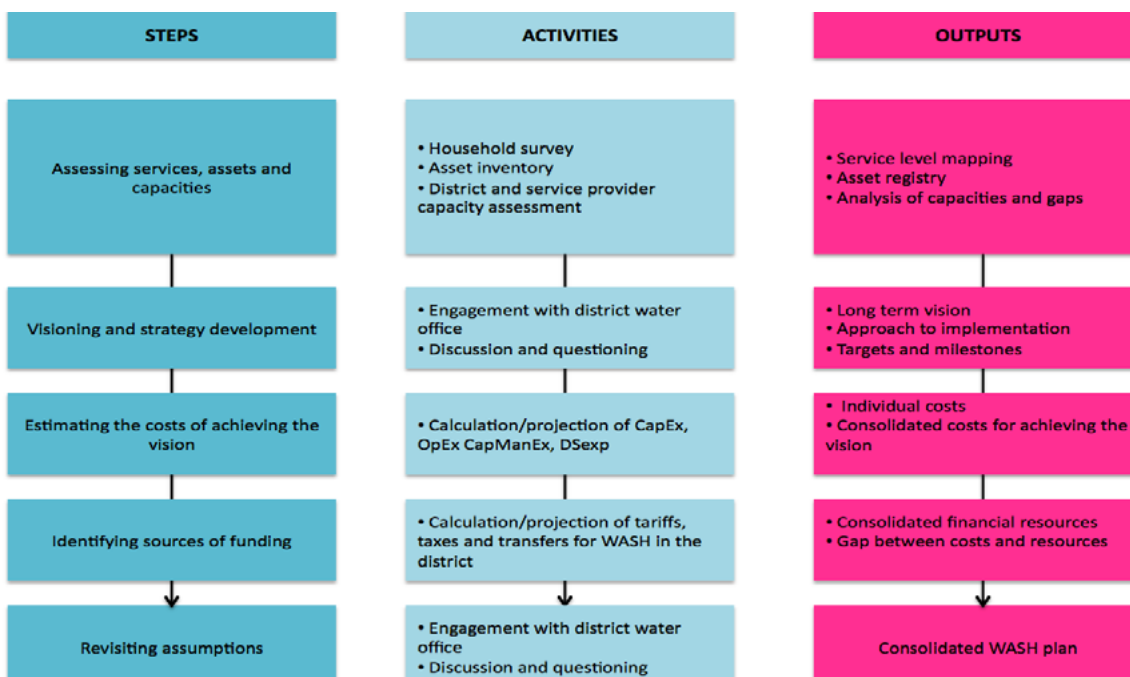 STEPS
ACTIVITIES
OUTPUTS
Assessing services, assets and
capacities
• Household survey
• Asset inventory
• District and service provider
capacity assessment
• Service level mapping
• Asset registry
• Analysis of capacities and gaps
Visioning and strategy development
• Engagement with district water
office
• Discussion and questioning
• Long term vision
• Approach to implementation
• Targets and milestones
Estimating the costs of achieving the
vision
• Calculation/projection of CapEx,
OpEx CapManEx, DSexp
• Individual costs
• Consolidated costs for achieving the
vision
Identifying sources of funding
• Calculation/projection of tariffs,
taxes and transfers for WASH in the
district
• Consolidated financial resources
• Gap between costs and resources
Revisiting assumptions
• Engagement with district water
office
• Discussion and questioning
Consolidated WASH plan